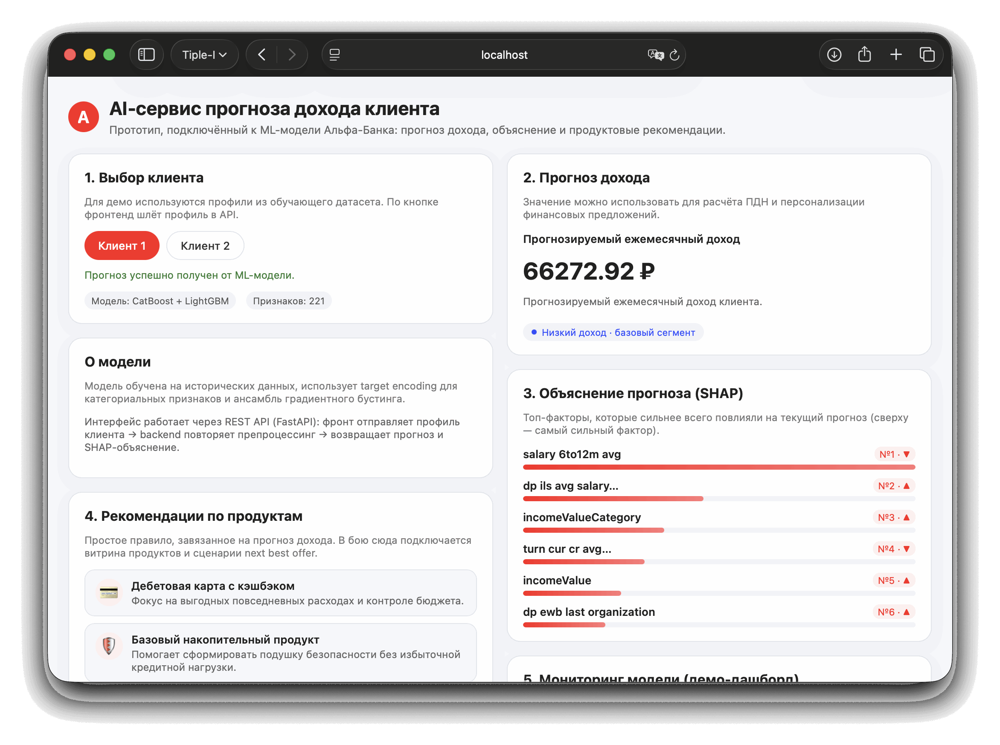 Tiple-I
localhost
A
AI-сервис прогноза дохода клиента
Прототип, подключённый к ML-модели Альфа-Банка: прогноз дохода, объяснение и продуктовые рекомендации.
1. Выбор клиента
Для демо используются профили из обучающего датасета. По кнопке
фронтенд шлёт профиль в API.
Клиент 1
Клиент 2
Прогноз успешно получен от ML-модели.
Модель: CatBoost + LightGBM
Признаков: 221
О модели
Модель обучена на исторических данных, использует target encoding для
категориальных признаков и ансамбль градиентного бустинга.
Интерфейс работает через REST API (FastAPI): фронт отправляет профиль
клиента → backend повторяет препроцессинг → возвращает прогноз и
SHAP-объяснение.
4. Рекомендации по продуктам
Простое правило, завязанное на прогноз дохода. В бою сюда подключается
витрина продуктов и сценарии next best offer.
Дебетовая карта с кэшбэком
Фокус на выгодных повседневных расходах и контроле бюджета.
Базовый накопительный продукт
Помогает сформировать подушку безопасности без избыточной
кредитной нагрузки.
2. Прогноз дохода
Значение можно использовать для расчёта ПДН и персонализации
финансовых предложений.
Прогнозируемый ежемесячный доход
66272.92 ₽
Прогнозируемый ежемесячный доход клиента.
Низкий доход · базовый сегмент
3. Объяснение прогноза (SHAP)
Топ-факторы, которые сильнее всего повлияли на текущий прогноз (сверху
— самый сильный фактор).
salary 6to12m avg
№1 · ▼
dp ils avg salary...
№2 · ▲
incomeValueCategory
№3 · ▲
turn cur cr avg...
№4 · ▼
incomeValue
№5 · ▲
dp ewb last organization
№6 · ▲
5. Мониторинг модели (демо-дашборд)